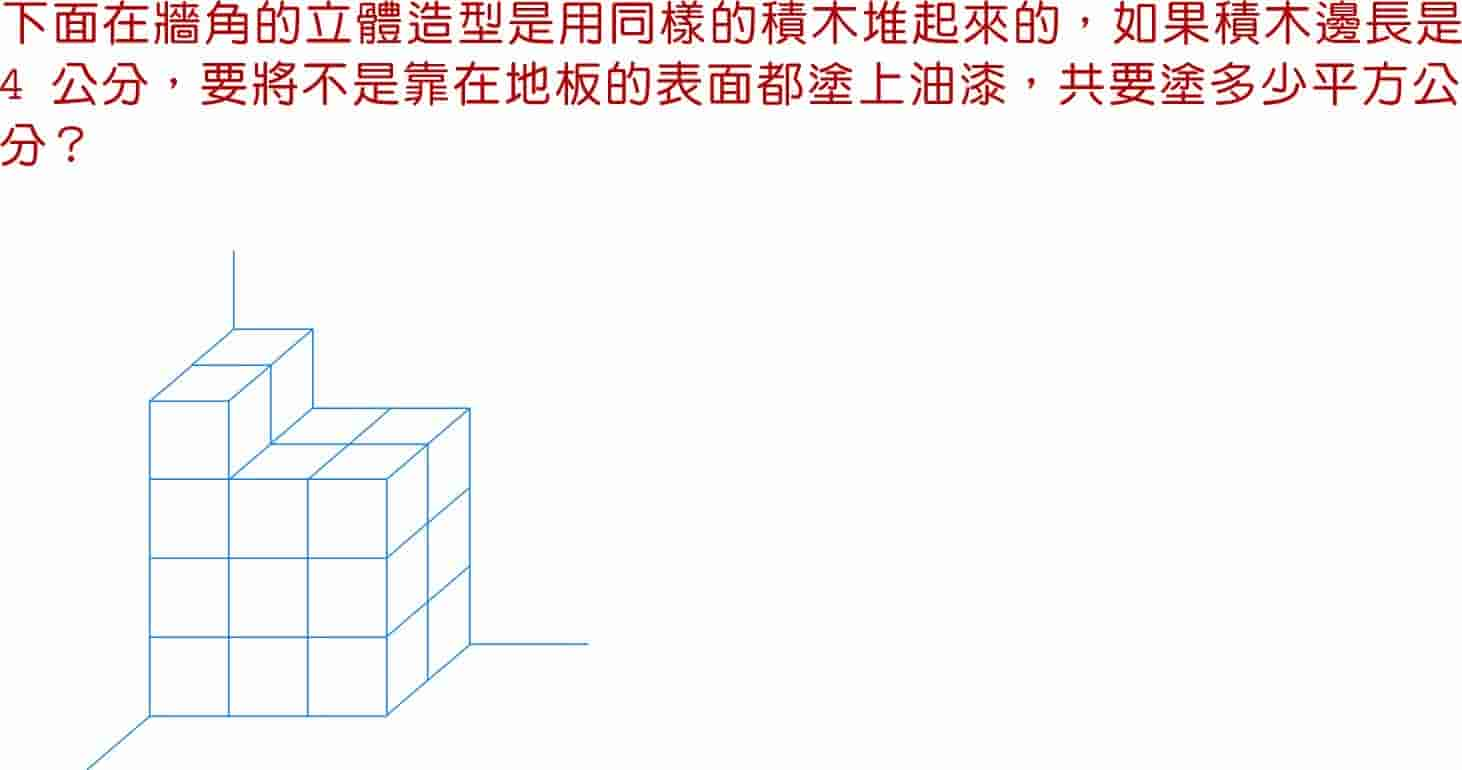 下面在牆角的立體造型是用同樣的積木堆起來的，如果積木邊長是
4 公分，要將不是靠在地板的表面都塗上油漆，共要塗多少平方公
分？